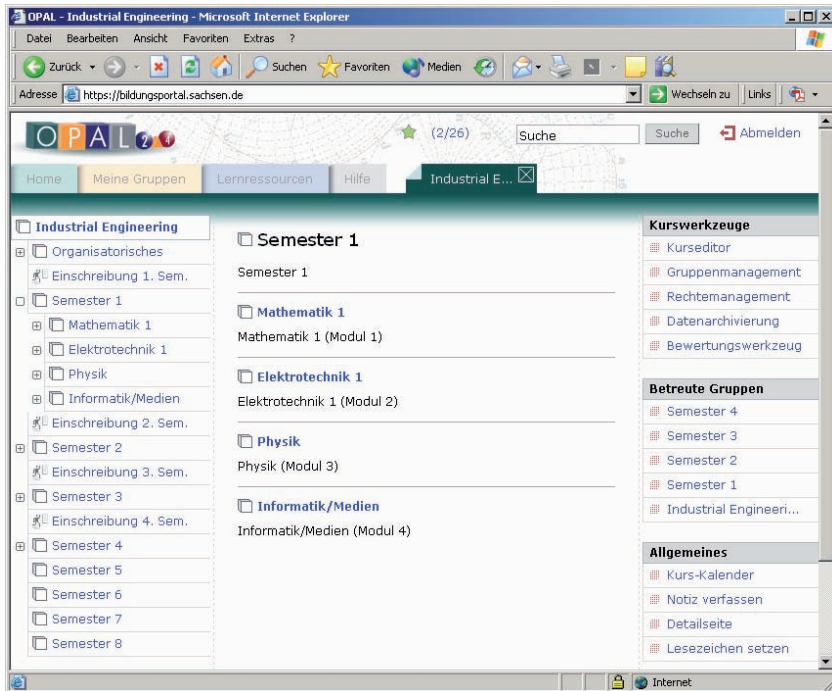 OPAL - Industrial Engineering - Microsoft Internet Explorer
Datei Bearbeiten Ansicht Favoriten Extras ?
Zurück Suchen Favoriten Medien
Adresse https://bildungsportal.sachsen.de Wechseln zu Links
OPAL (2/26) Suche Suche Abmelden
Home Meine Gruppen Lernressourcen Hilfe Industrial E...
Industrial Engineering
Organisatorisches
Einschreibung 1. Sem.
Semester 1
Mathematik 1
Elektrotechnik 1
Physik
Informatik/Medien
Einschreibung 2. Sem.
Semester 2
Einschreibung 3. Sem.
Semester 3
Einschreibung 4. Sem.
Semester 4
Semester 5
Semester 6
Semester 7
Semester 8
Semester 1
Semester 1
Mathematik 1
Mathematik 1 (Modul 1)
Elektrotechnik 1
Elektrotechnik 1 (Modul 2)
Physik
Physik (Modul 3)
Informatik/Medien
Informatik/Medien (Modul 4)
Kurswerkzeuge
Kurseditor
Gruppenmanagement
Rechtemanagement
Datenarchivierung
Bewertungswerkzeug
Betreute Gruppen
Semester 4
Semester 3
Semester 2
Semester 1
Industrial Engineeri...
Allgemeines
Kurs-Kalender
Notiz verfassen
Detailseite
Lesezeichen setzen
Internet